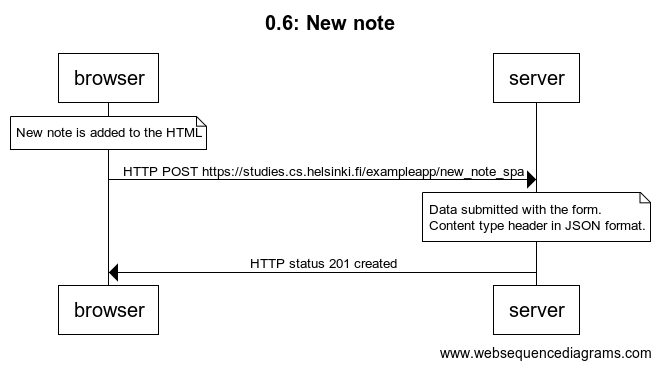 0.6: New note
browser
server
New note is added to the HTML
HTTP POST https://studies.cs.helsinki.fi/exampleapp/new_note_spa
Data submitted with the form.
Content type header in JSON format.
HTTP status 201 created
browser
server
www.websequencediagrams.com